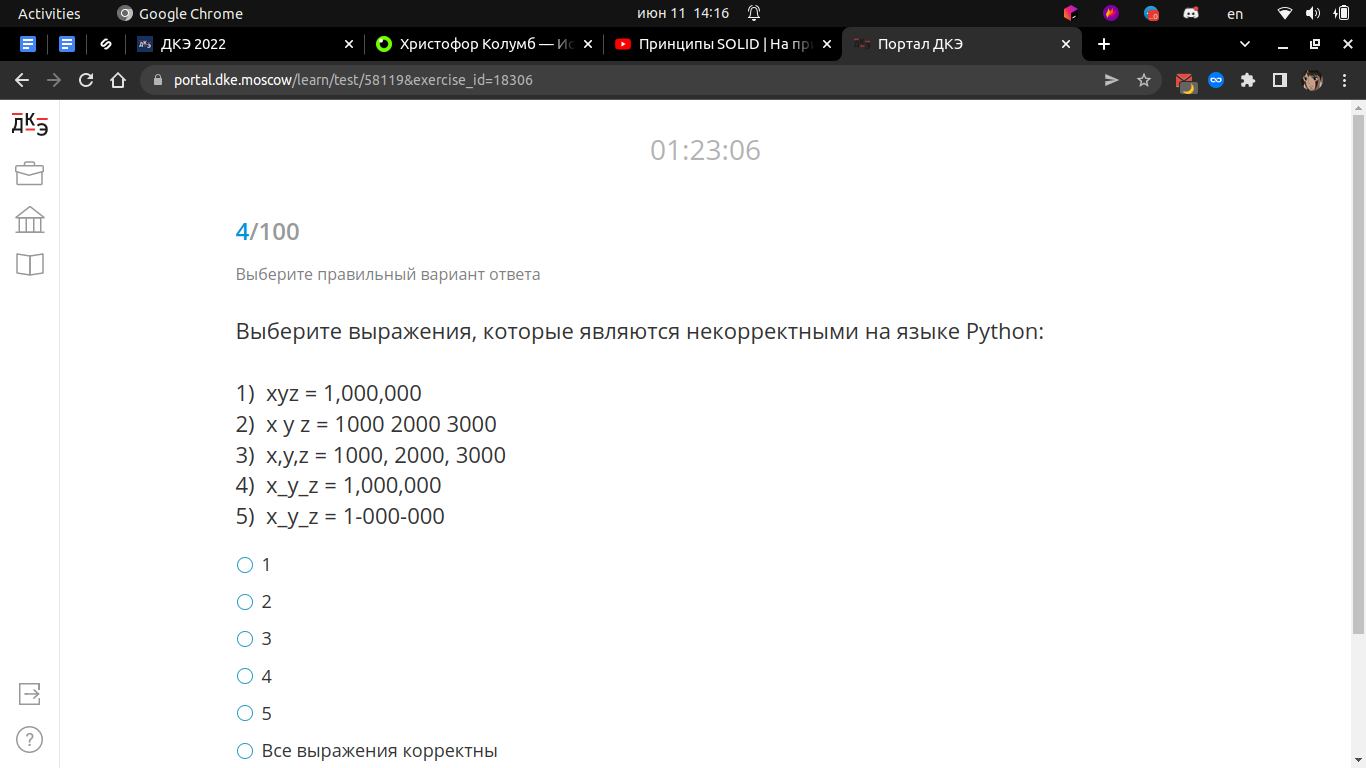 Activities
Google Chrome
июн 11 14:16
en
ДКЭ 2022
Христофор Колумб — Ис
Принципы SOLID | На пр
Портал ДКЭ
portal.dke.moscow/learn/test/58119&exercise_id=18306
ДКЭ
01:23:06
4/100
Выберите правильный вариант ответа
Выберите выражения, которые являются некорректными на языке Python:
1) xyz = 1,000,000
2) x y z = 1000 2000 3000
3) x,y,z = 1000, 2000, 3000
4) x_y_z = 1,000,000
5) x_y_z = 1-000-000
1
2
3
4
5
Все выражения корректны